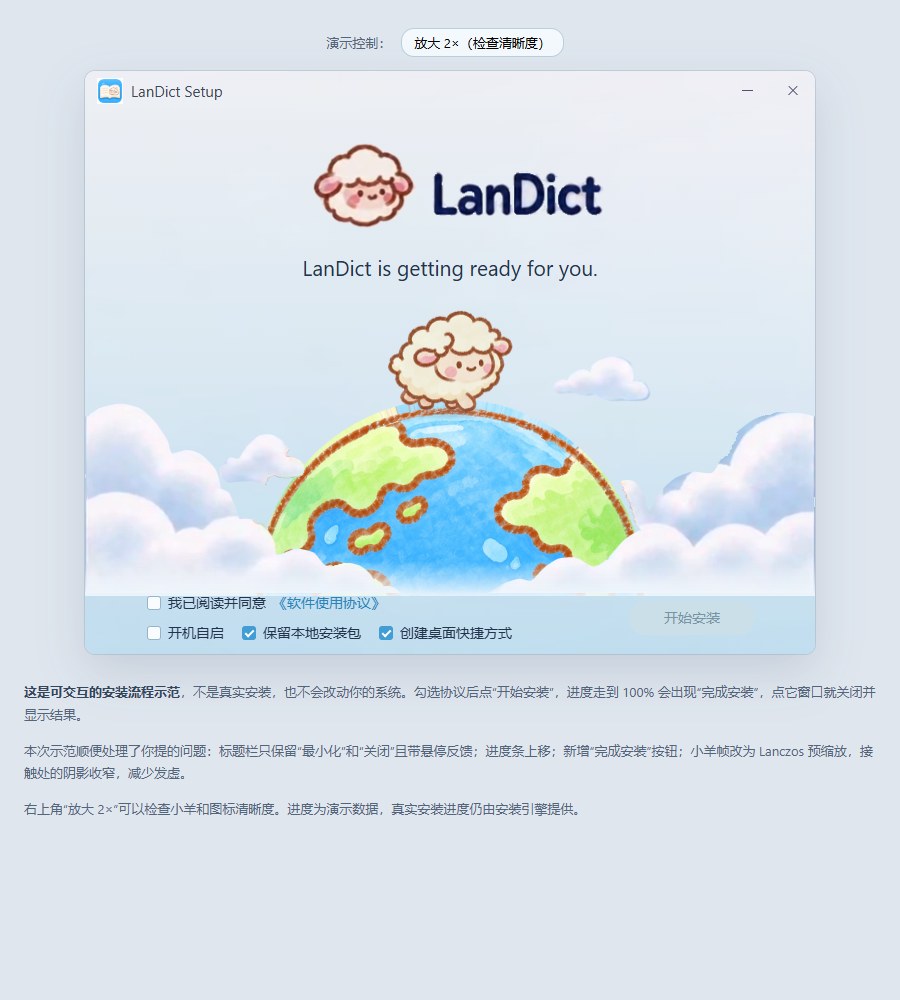 演示控制：
放大 2×（检查清晰度）
LanDict Setup
LanDict
LanDict is getting ready for you.
我已阅读并同意 《软件使用协议》
开机自启 保留本地安装包 创建桌面快捷方式
开始安装
这是可交互的安装流程示范，不是真实安装，也不会改动你的系统。勾选协议后点“开始安装”，进度走到 100% 会出现“完成安装”，点它窗口就关闭并
显示结果。
本次示范顺便处理了你提的问题：标题栏只保留“最小化”和“关闭”且带悬停反馈；进度条上移；新增“完成安装”按钮；小羊帧改为 Lanczos 预缩放，接
触处的阴影收窄，减少发虚。
右上角“放大 2×”可以检查小羊和图标清晰度。进度为演示数据，真实安装进度仍由安装引擎提供。